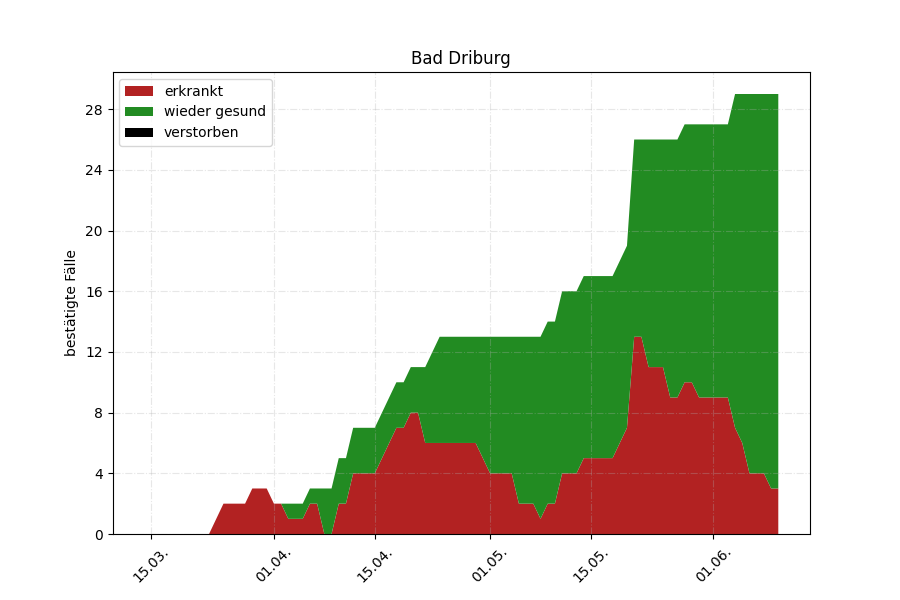 Bad Driburg
erkrankt
wieder gesund
verstorben
bestätigte Fälle
28
24
20
16
12
8
4
0
15.03.
01.04.
15.04.
01.05.
15.05.
01.06.